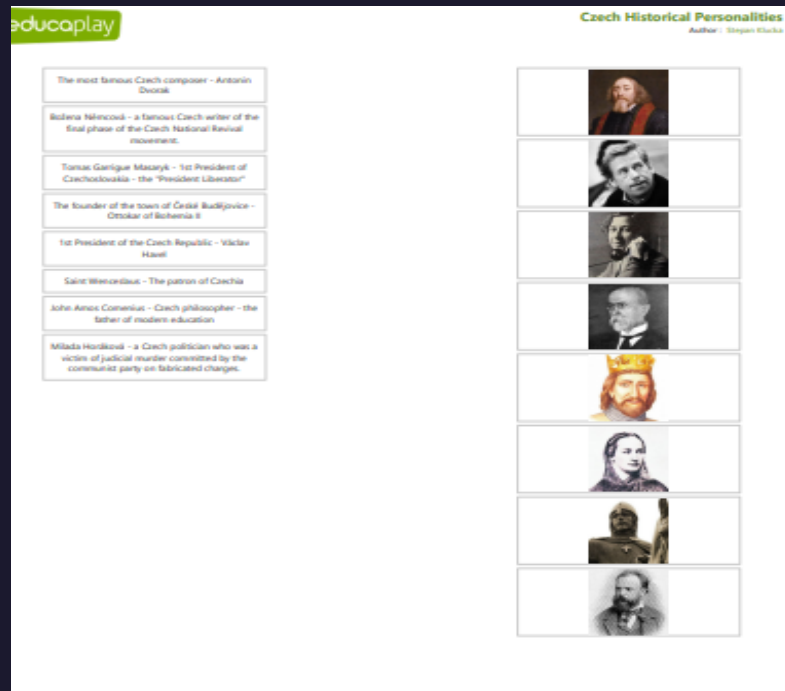 educaplay
Czech Historical Personalities
Author : Stepan Klucka
The most famous Czech composer - Antonin
Dvorak
Božena Němcová - a famous Czech writer of the
final phase of the Czech National Revival
movement.
Tomas Garrigue Masaryk - 1st President of
Czechoslovakia - the "President Liberator"
The founder of the town of České Budějovice -
Ottokar of Bohemia II
1st President of the Czech Republic - Václav
Havel
Saint Wenceslaus - The patron of Czechia
John Amos Comenius - Czech philosopher - the
father of modern education
Milada Horáková - a Czech politician who was a
victim of judicial murder committed by the
communist party on fabricated charges.